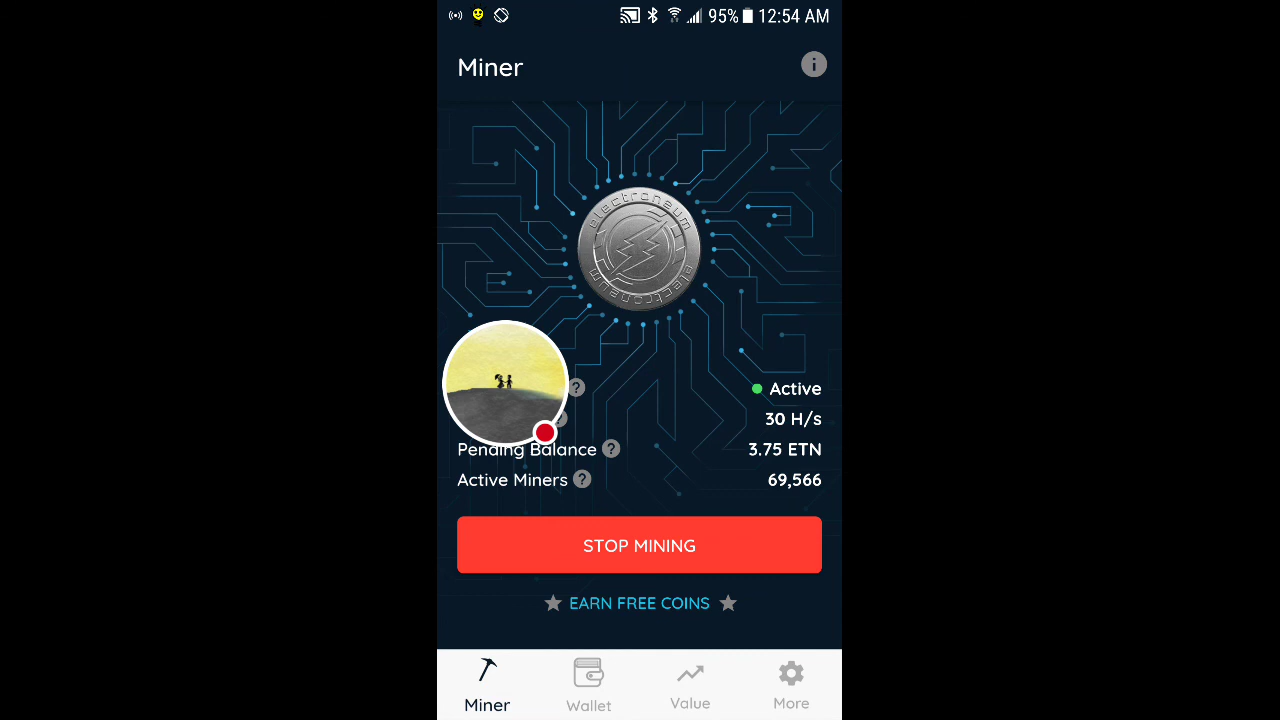 95% 12:54 AM
Miner
i
electroneum
electroneum
? Active
? 30 H/s
Pending Balance ? 3.75 ETN
Active Miners ? 69,566
STOP MINING
EARN FREE COINS
Miner Wallet Value More